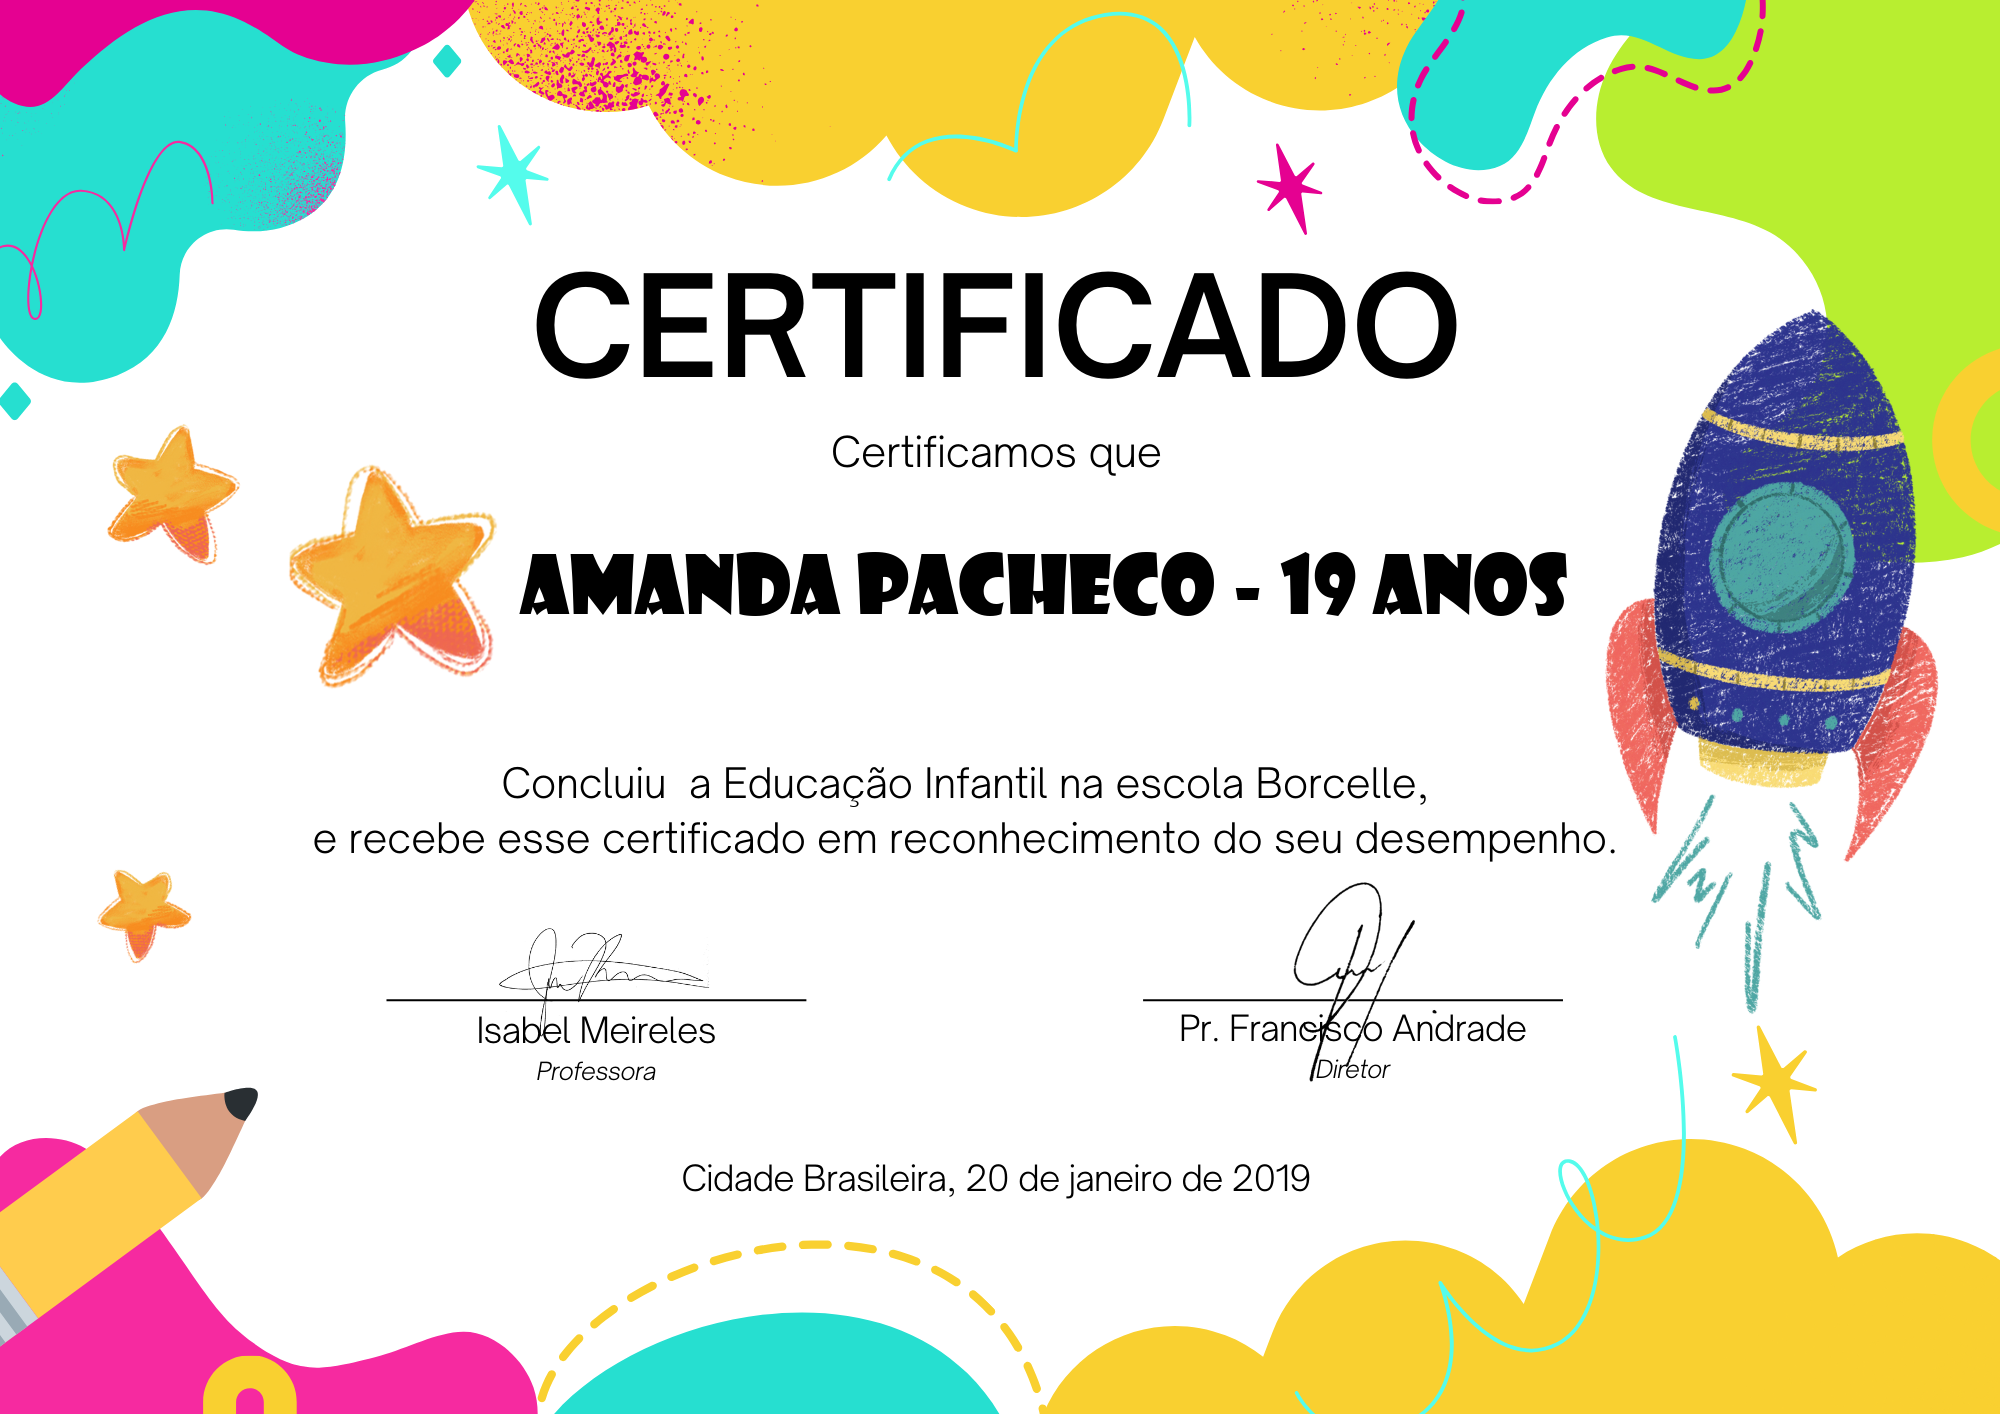 CERTIFICADO
Certificamos que
AMANDA PACHECO - 19 ANOS
Concluiu a Educação Infantil na escola Borcelle,
e recebe esse certificado em reconhecimento do seu desempenho.
Isabel Meireles
Professora
Pr. Francisco Andrade
Diretor
Cidade Brasileira, 20 de janeiro de 2019